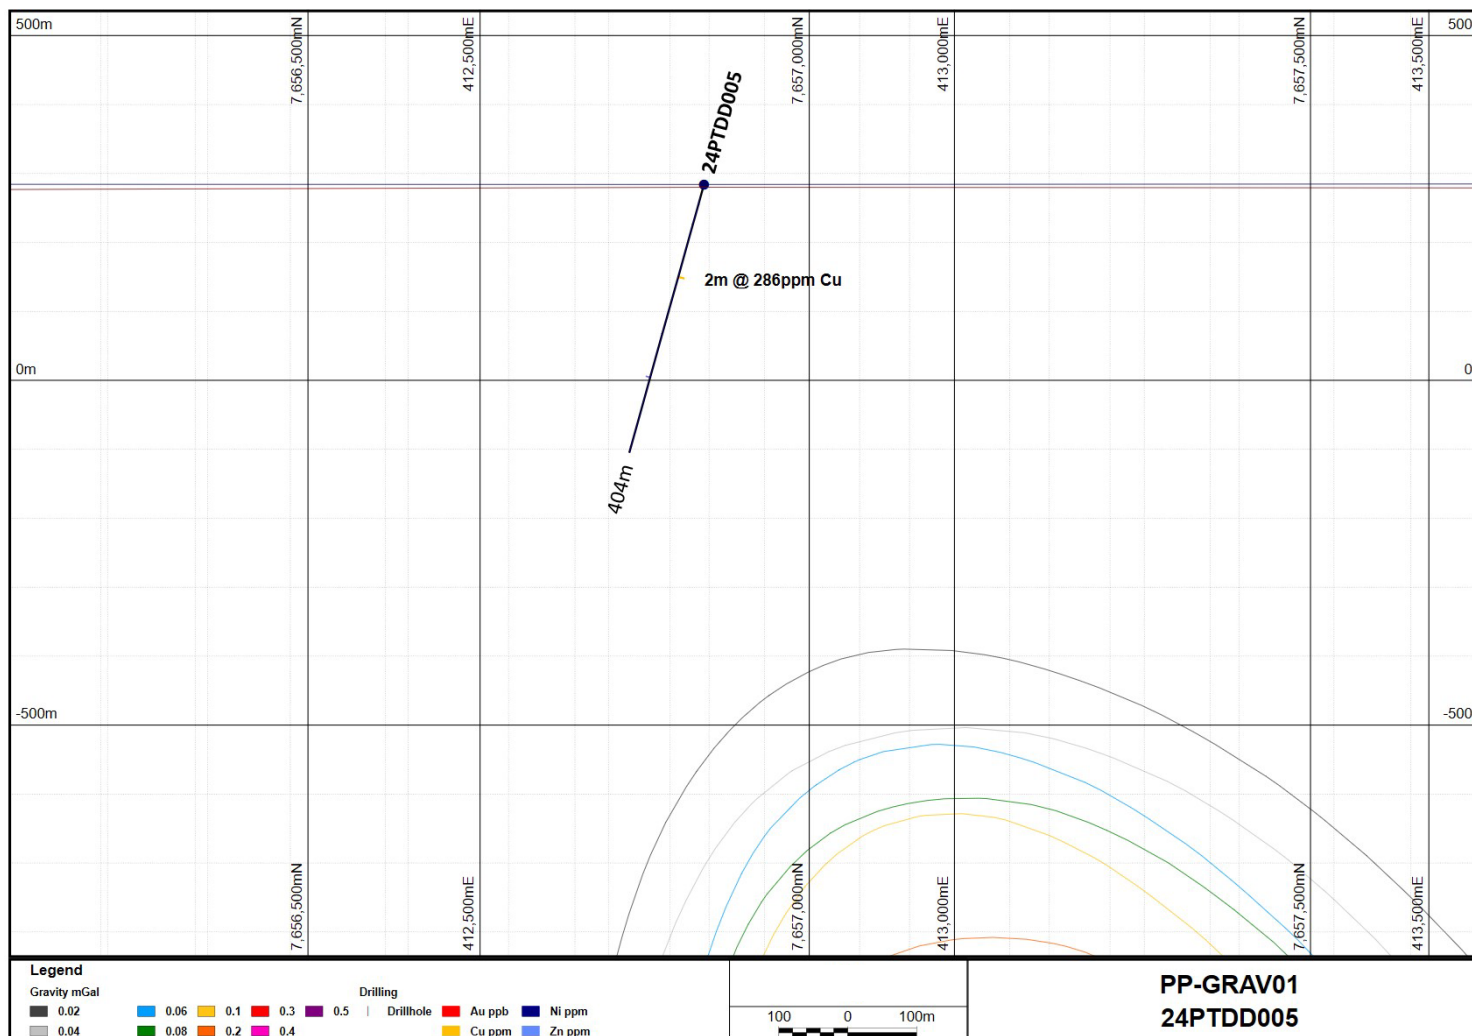 500m
500
7,656,500mN
412,500mE
7,657,000mN
413,000mE
7,657,500mN
413,500mE
24PTDD005
2m @ 286ppm Cu
0m
0
404m
-500m
-500
7,656,500mN
412,500mE
7,657,000mN
413,000mE
7,657,500mN
413,500mE
Legend
Gravity mGal
Drilling
0.02 0.06 0.1 0.3 0.5 Drillhole Au ppb Ni ppm
0.04 0.08 0.2 0.4 Cu ppm Zn ppm
100 0 100m
PP-GRAV01
24PTDD005